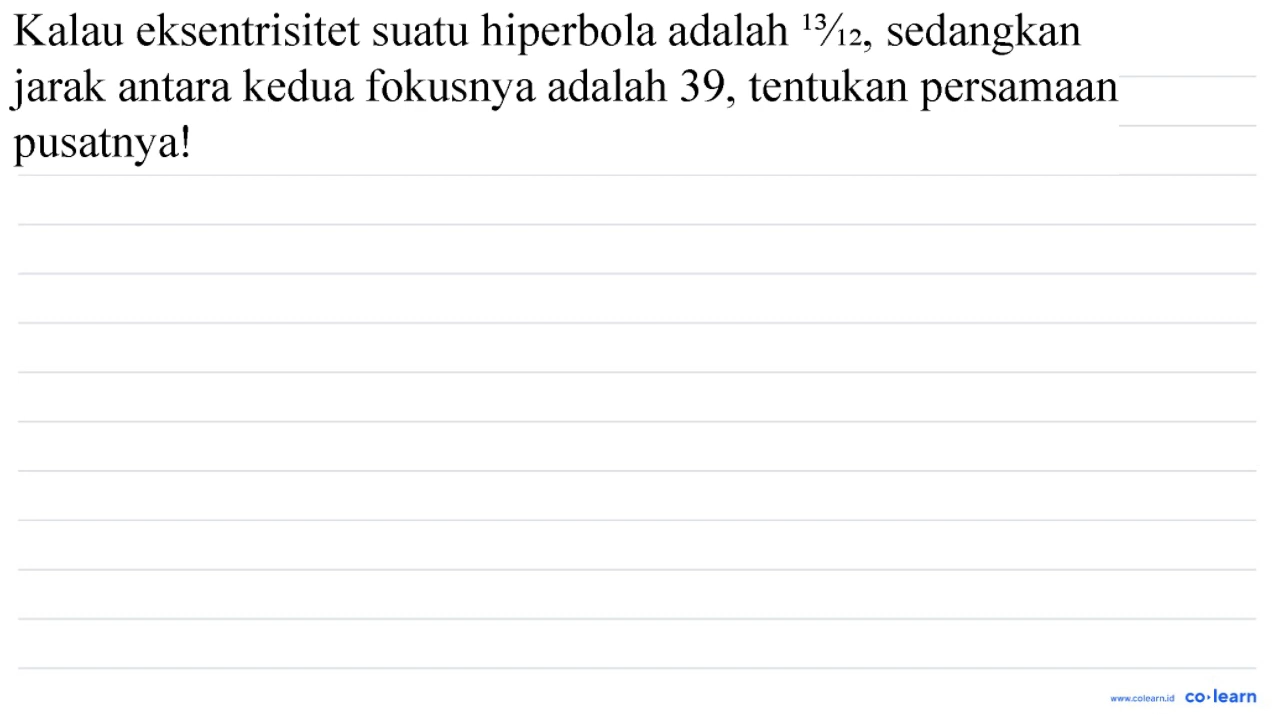 Kalau eksentrisitet suatu hiperbola adalah ¹³⁄₁₂, sedangkan
jarak antara kedua fokusnya adalah 39, tentukan persamaan
pusatnya!
www.colearn.id co·learn